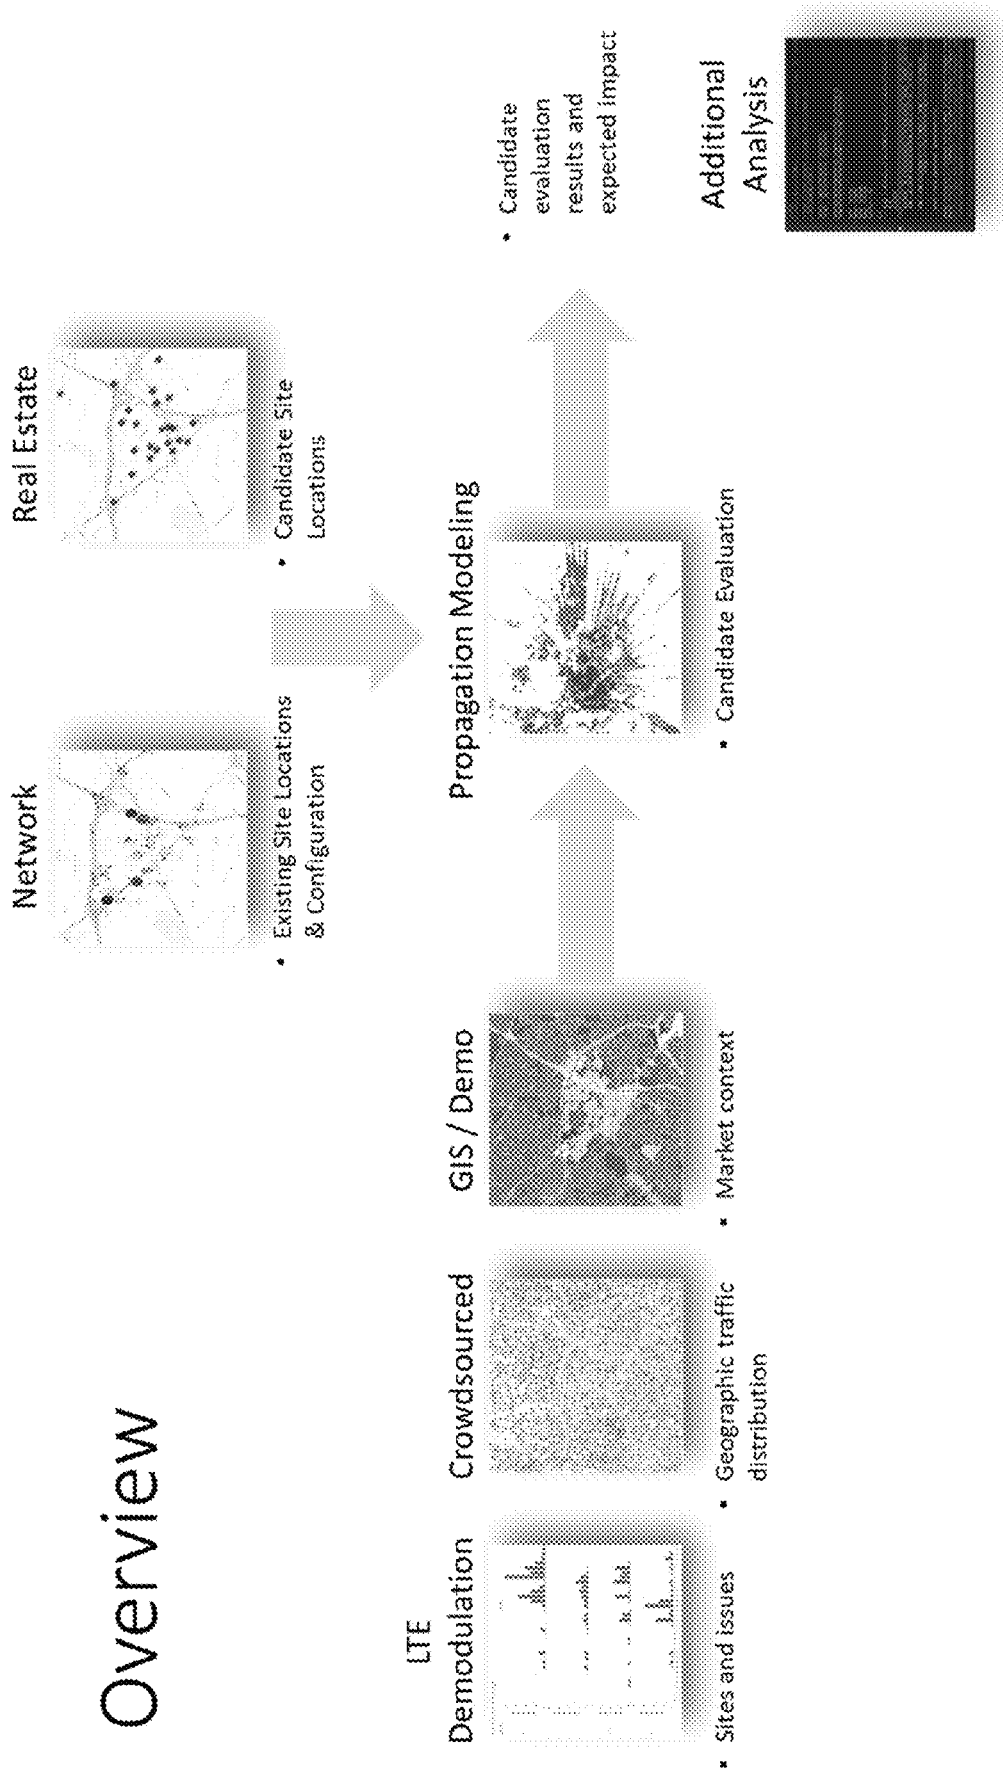 Overview
Network
• Existing Site Locations
& Configuration
Real Estate
• Candidate Site
Locations
LTE
Demodulation
• Sites and issues
Crowdsourced
• Geographic traffic
distribution
GIS / Demo
• Market context
Propagation Modeling
• Candidate Evaluation
• Candidate
evaluation
results and
expected impact
Additional
Analysis